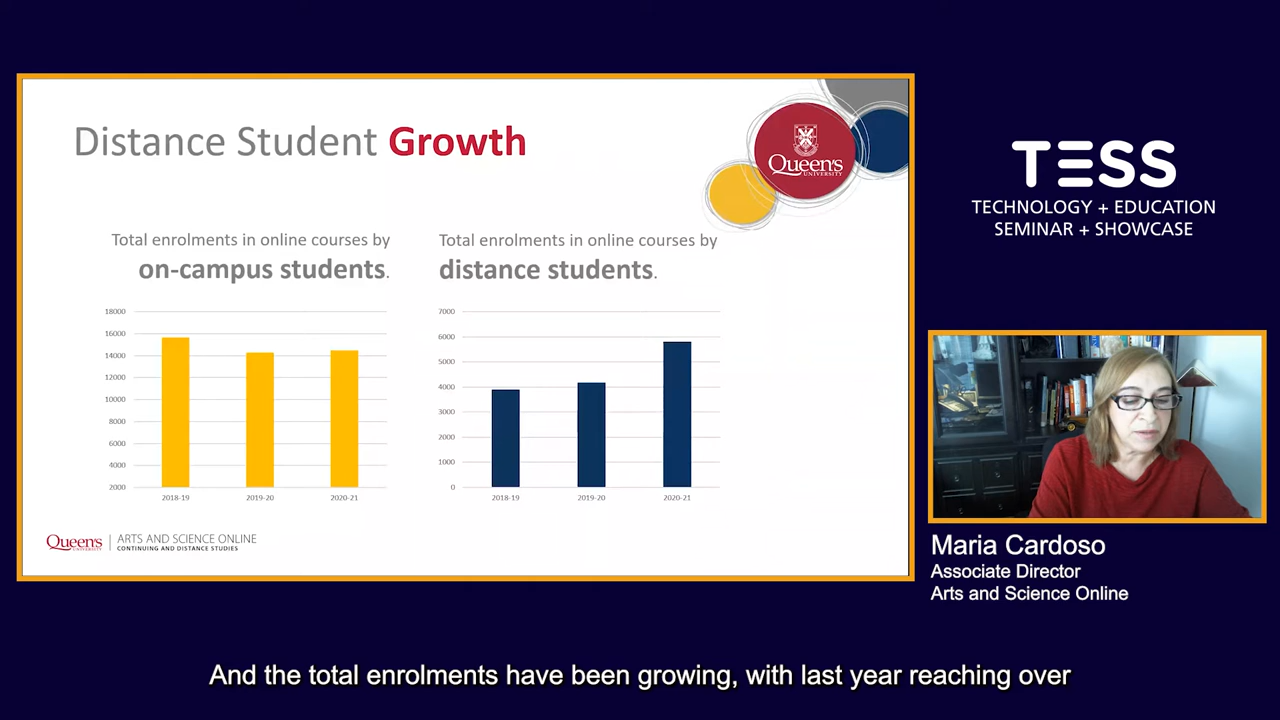 Distance Student Growth
Queen's
UNIVERSITY
Total enrolments in online courses by
on-campus students.
18000
16000
14000
12000
10000
8000
6000
4000
2000
2018-19
2019-20
2020-21
Total enrolments in online courses by
distance students.
7000
6000
5000
4000
3000
2000
1000
0
2018-19
2019-20
2020-21
Queen's
UNIVERSITY
ARTS AND SCIENCE ONLINE
CONTINUING AND DISTANCE STUDIES
TESS
TECHNOLOGY + EDUCATION
SEMINAR + SHOWCASE
Maria Cardoso
Associate Director
Arts and Science Online
And the total enrolments have been growing, with last year reaching over